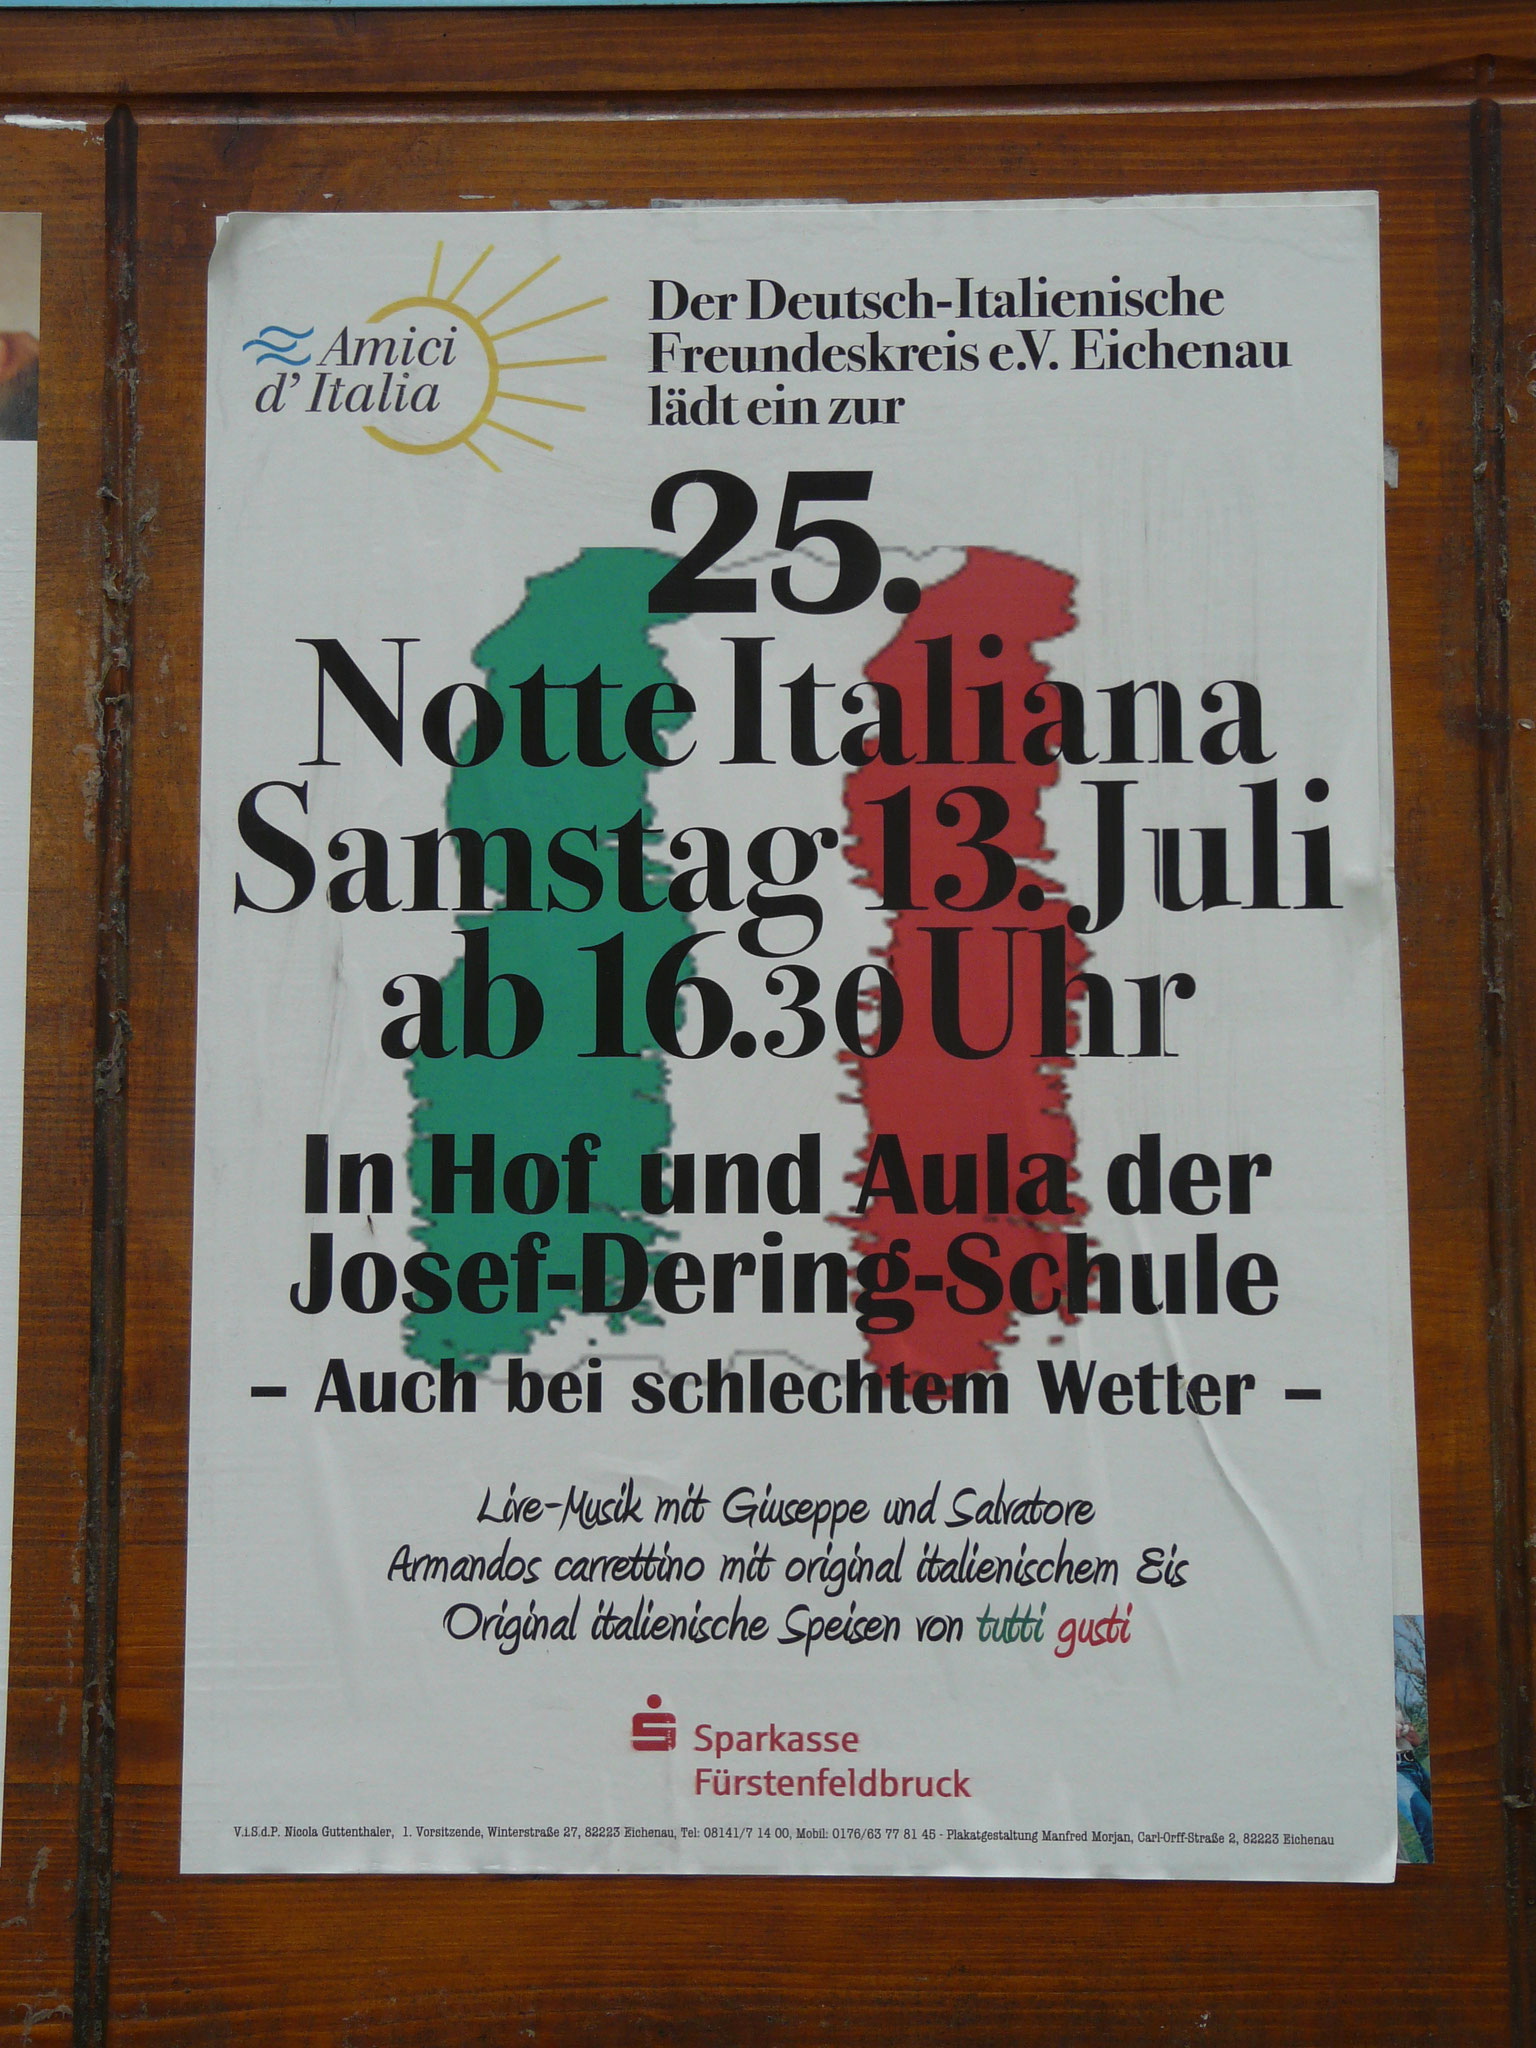 Amici
d' Italia
Der Deutsch-Italienische
Freundeskreis e.V. Eichenau
lädt ein zur
25.
Notte Italiana
Samstag 13. Juli
ab 16.30 Uhr
In Hof und Aula der
Josef-Dering-Schule
– Auch bei schlechtem Wetter –
Live-Musik mit Giuseppe und Salvatore
Armandos carrettino mit original italienischem Eis
Original italienische Speisen von tutti gusti
Sparkasse
Fürstenfeldbruck
V.i.S.d.P. Nicola Guttenthaler, 1. Vorsitzende, Winterstraße 27, 82223 Eichenau, Tel: 08141/7 14 00, Mobil: 0176/63 77 81 45 - Plakatgestaltung Manfred Morjan, Carl-Orff-Straße 2, 82223 Eichenau